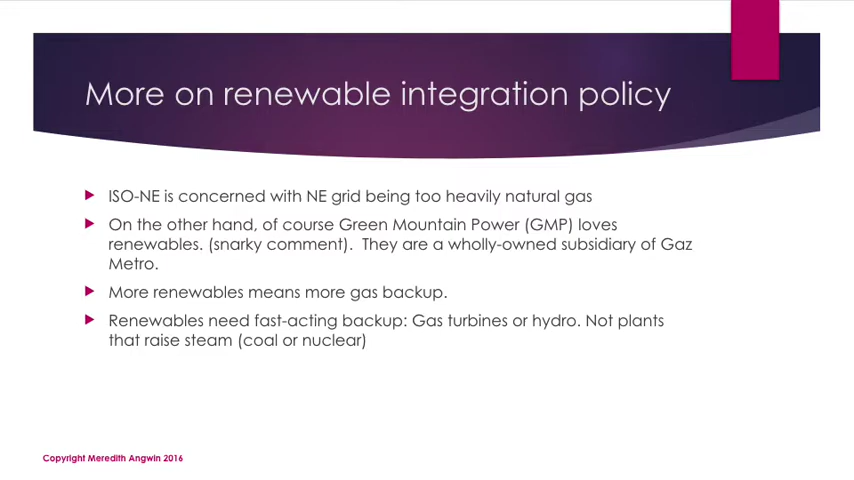 More on renewable integration policy
ISO-NE is concerned with NE grid being too heavily natural gas
On the other hand, of course Green Mountain Power (GMP) loves
renewables. (snarky comment).  They are a wholly-owned subsidiary of Gaz
Metro.
More renewables means more gas backup.
Renewables need fast-acting backup: Gas turbines or hydro. Not plants
that raise steam (coal or nuclear)
Copyright Meredith Angwin 2016